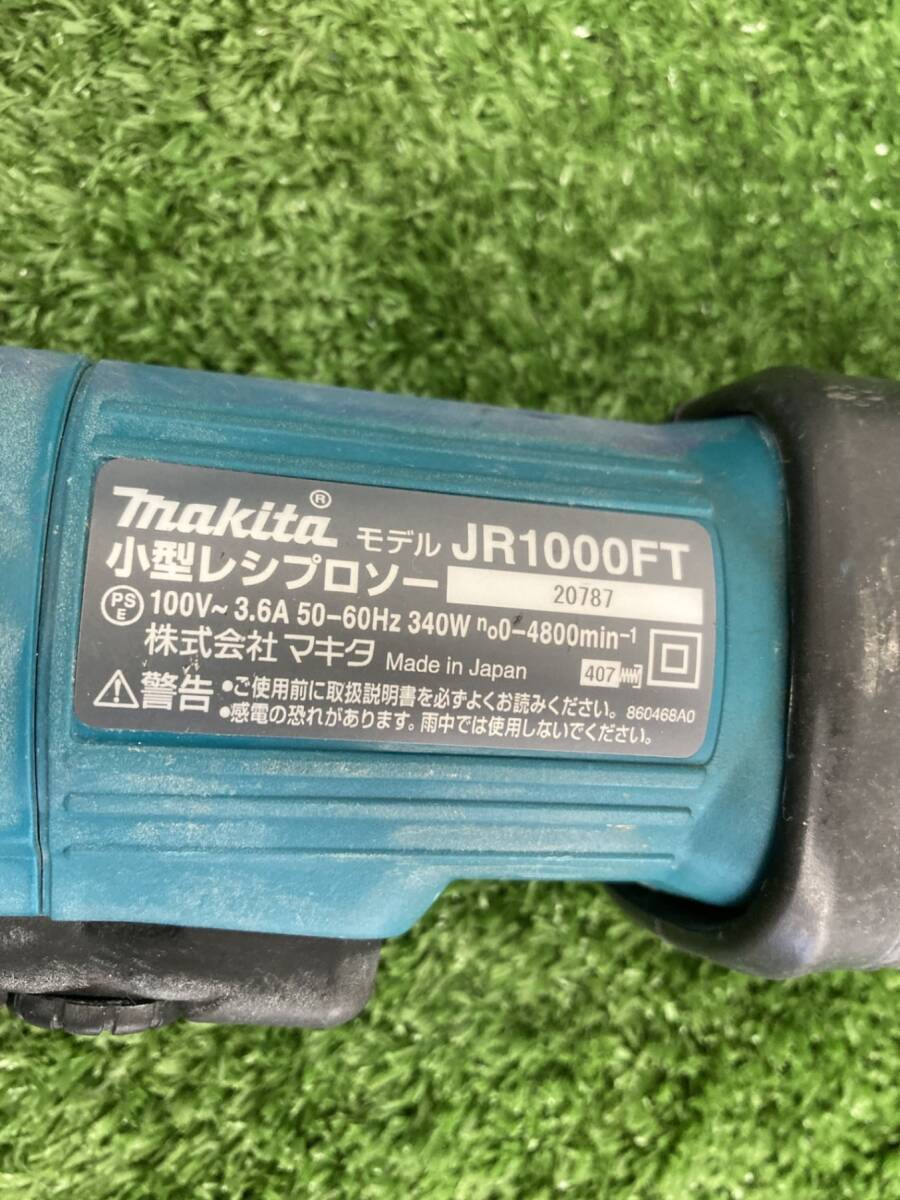 makita® モデル JR1000FT
小型レシプロソー 20787
PSE 100V~ 3.6A 50-60Hz 340W n₀0-4800min⁻¹
株式会社 マキタ Made in Japan 407
警告 •ご使用前に取扱説明書を必ずよくお読みください。 860468A0
•感電の恐れがあります。雨中では使用しないでください。